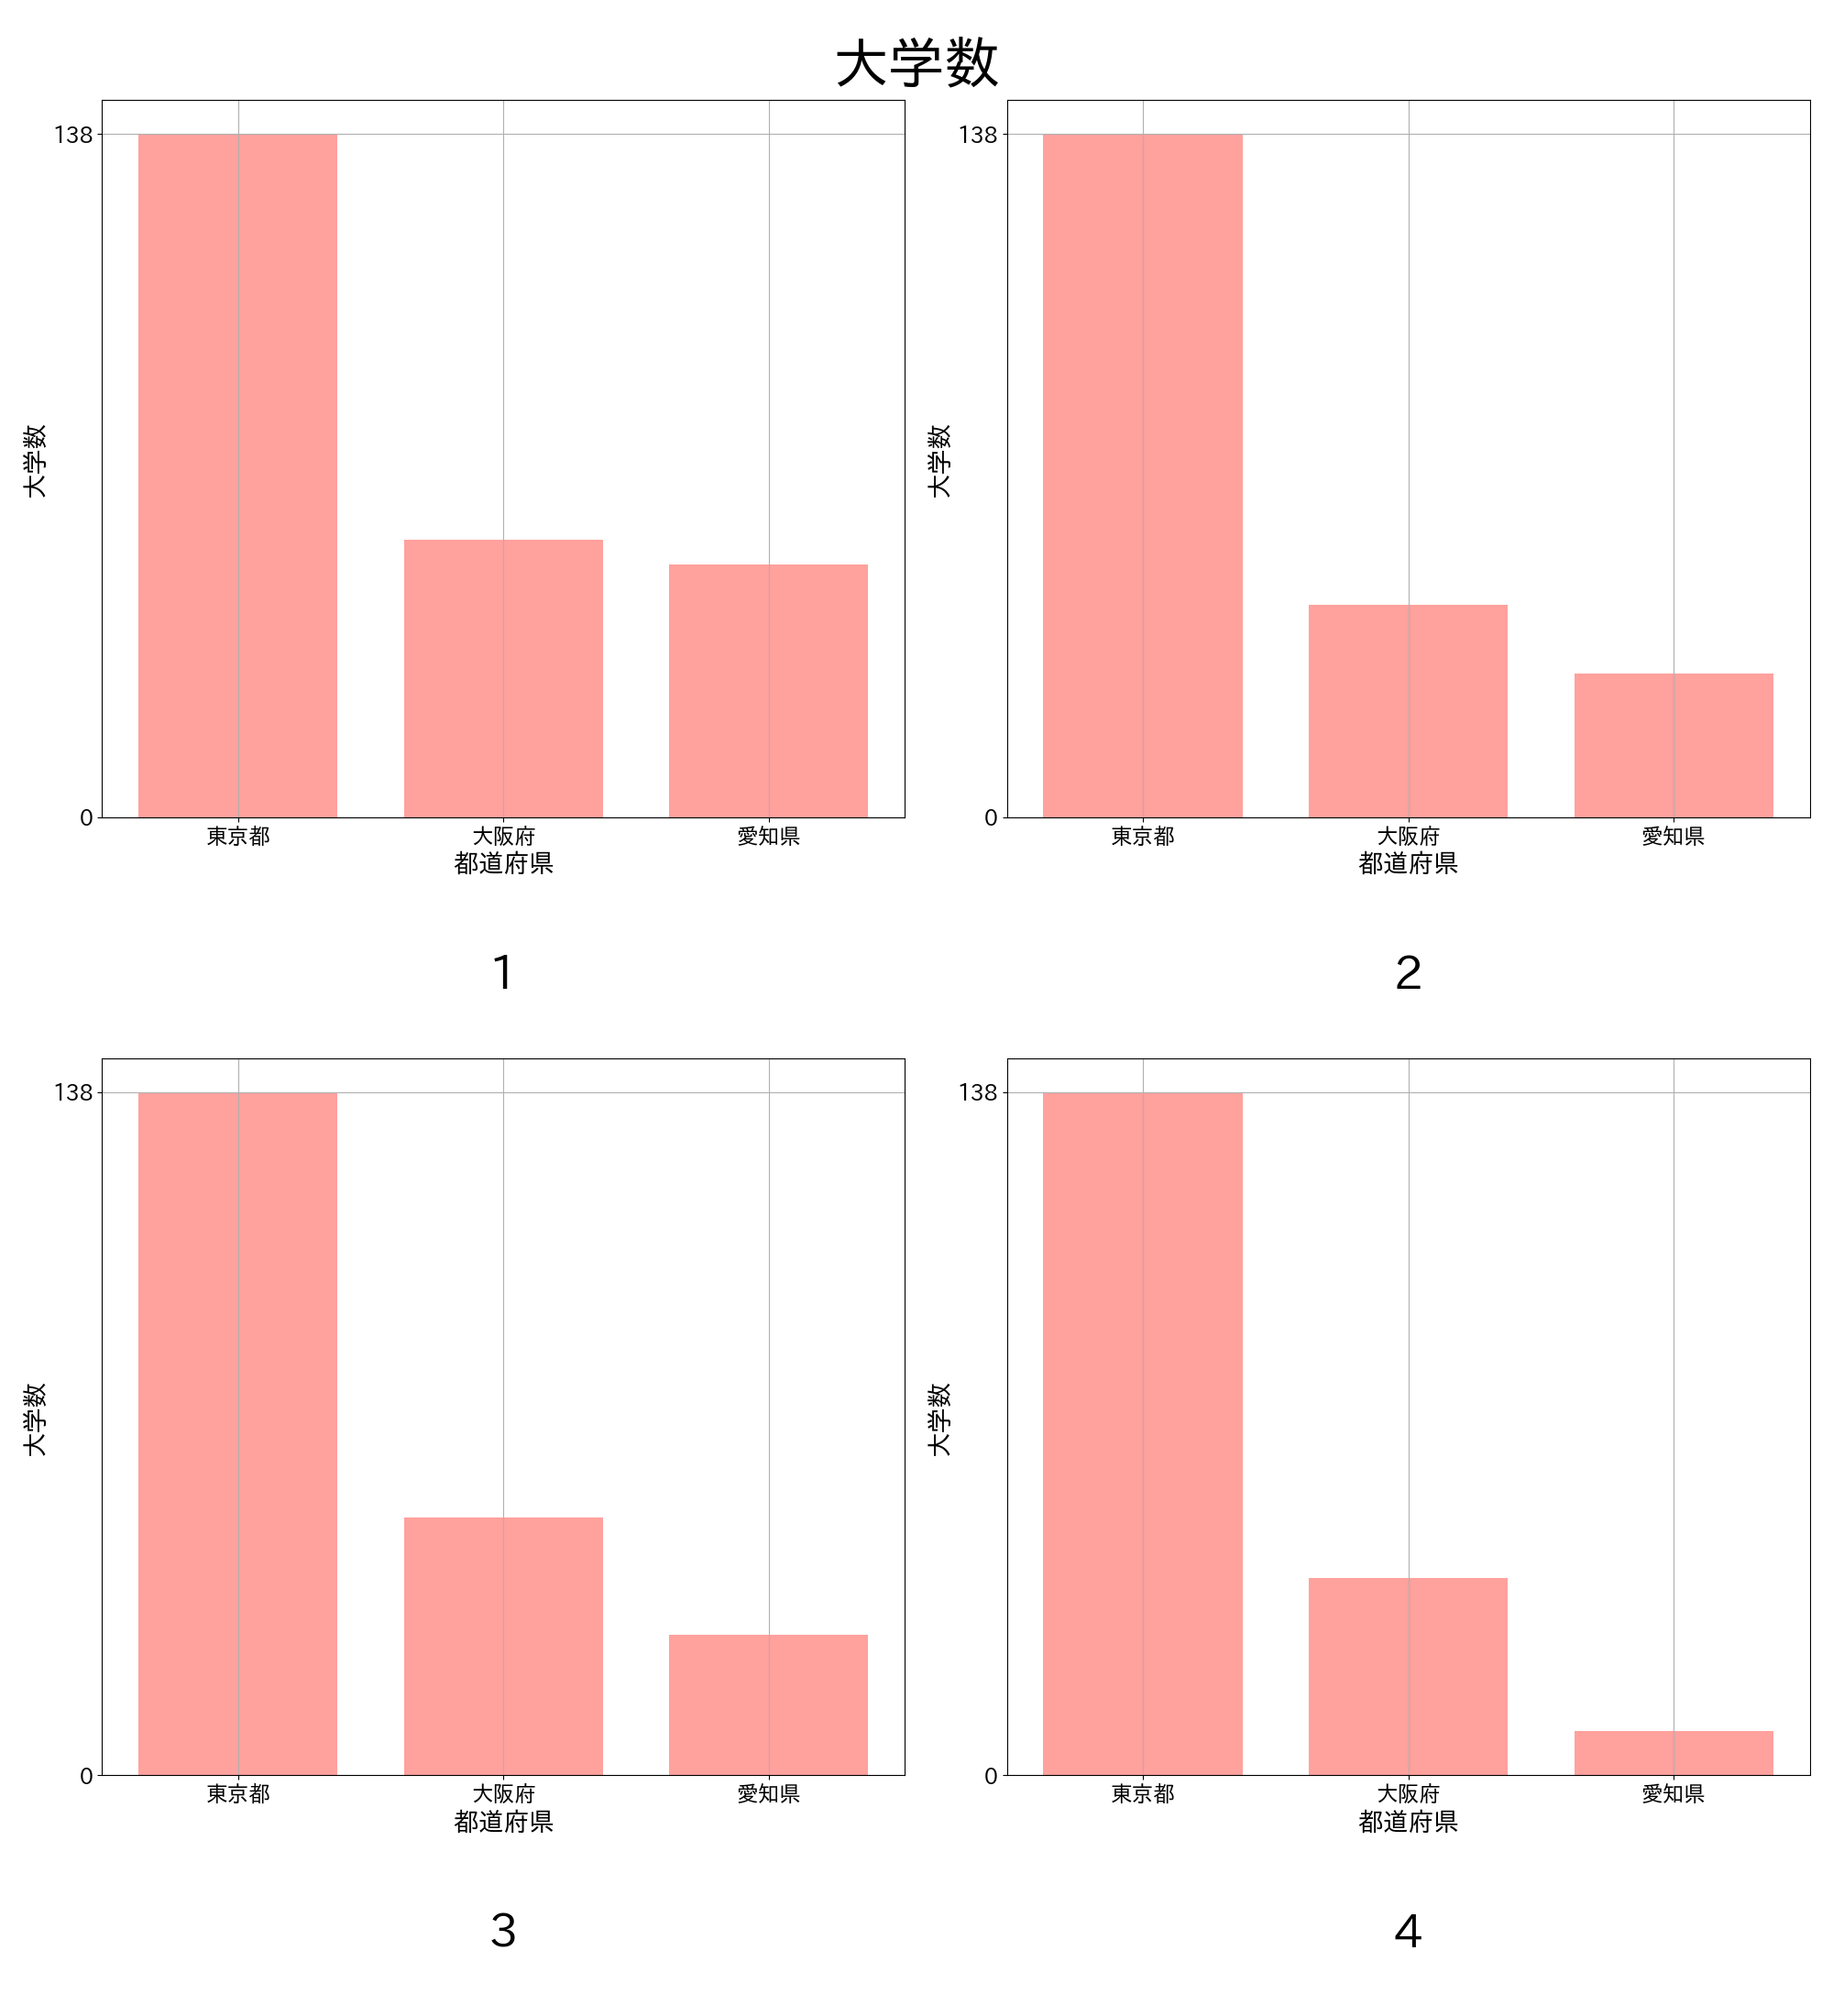 大学数
138
0
大学数
東京都 大阪府 愛知県
都道府県
1
138
0
大学数
東京都 大阪府 愛知県
都道府県
2
138
0
大学数
東京都 大阪府 愛知県
都道府県
3
138
0
大学数
東京都 大阪府 愛知県
都道府県
4